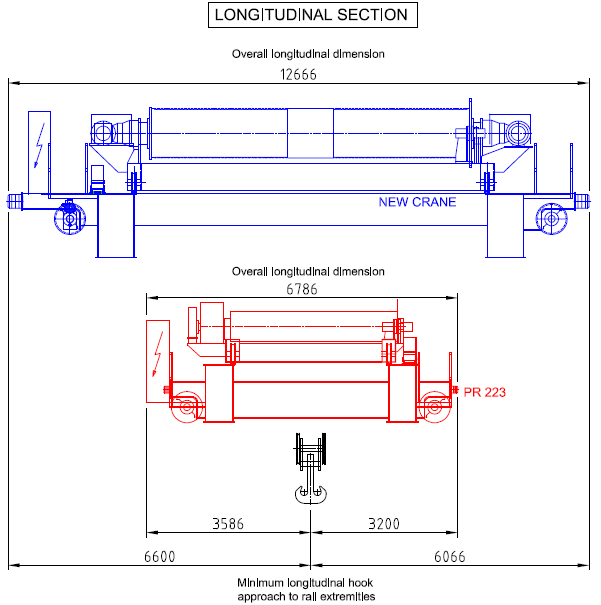 LONGITUDINAL SECTION
Overall longitudinal dimension
12666
NEW CRANE
Overall longitudinal dimension
6786
PR 223
3586
3200
6600
6066
Minimum longitudinal hook
approach to rail extremities